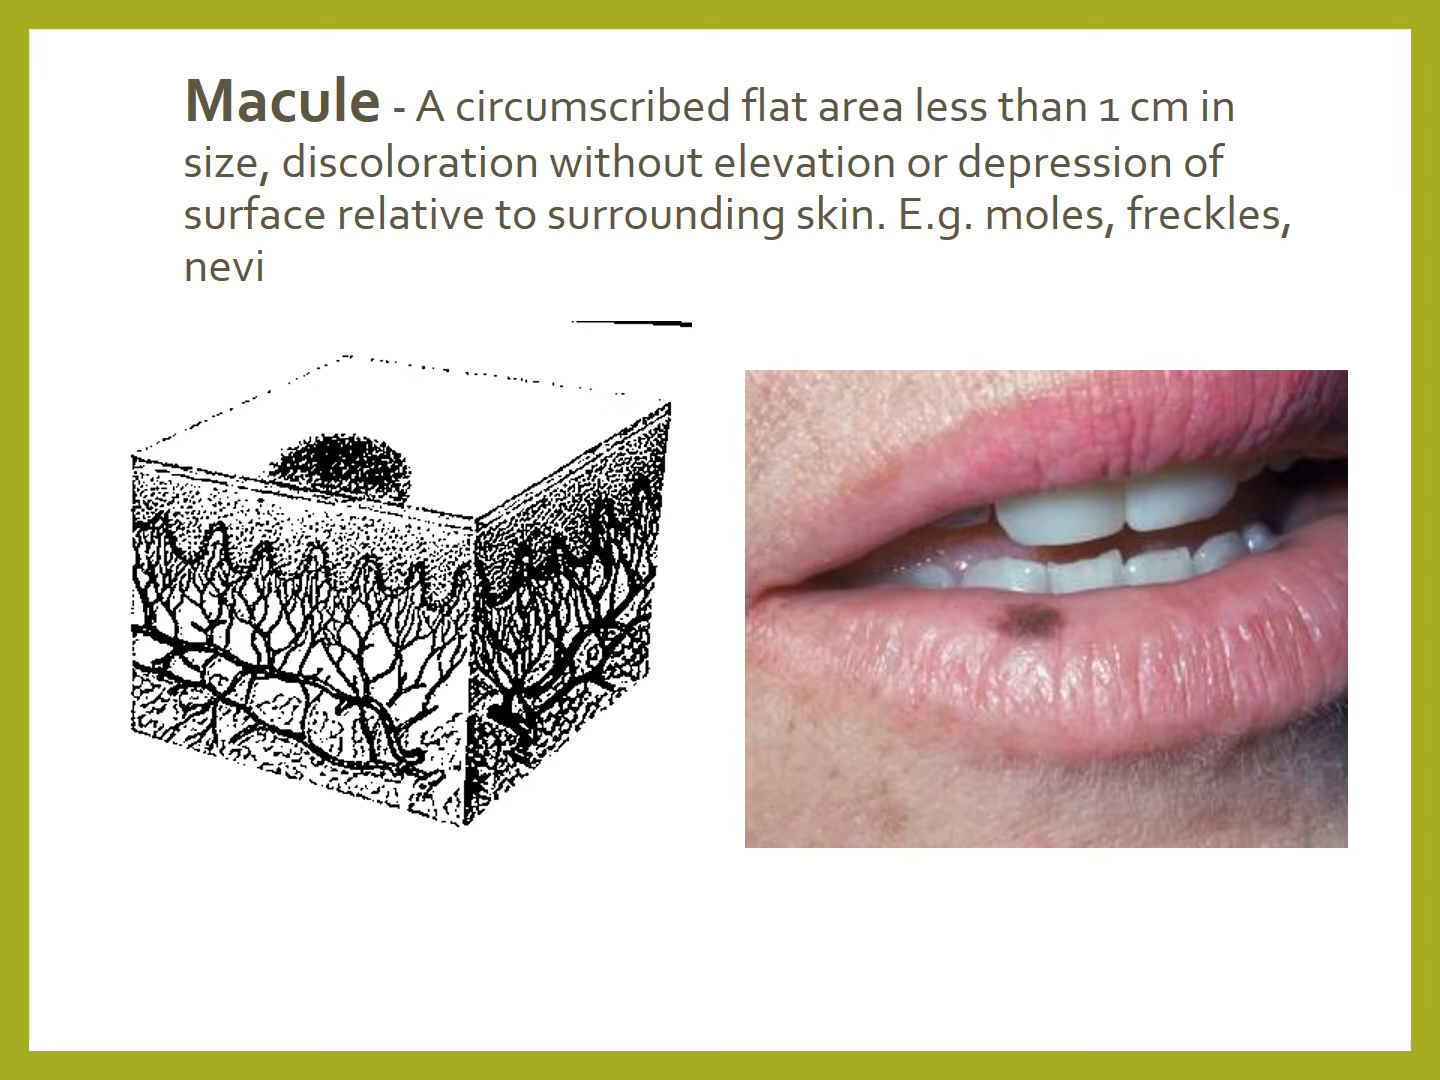 Macule - A circumscribed flat area less than 1 cm in
size, discoloration without elevation or depression of
surface relative to surrounding skin. E.g. moles, freckles,
nevi